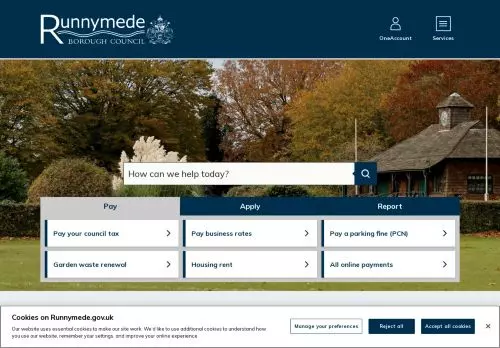 Runnymede
BOROUGH COUNCIL
OneAccount
Services
How can we help today?
Pay
Apply
Report
Pay your council tax
Pay business rates
Pay a parking fine (PCN)
Garden waste renewal
Housing rent
All online payments
Cookies on Runnymede.gov.uk
Our website uses essential cookies to make our site work. We'd like to use additional cookies to understand how
you use our website, remember your settings, and improve your online experience.
Manage your preferences
Reject all
Accept all cookies